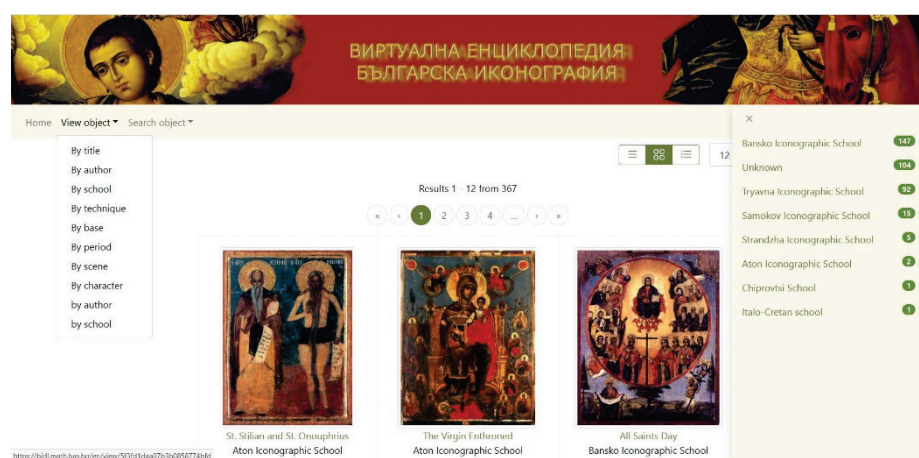 ВИРТУАЛНА ЕНЦИКЛОПЕДИЯ
БЪЛГАРСКА ИКОНОГРАФИЯ
Home View object Search object
By title
By author
By school
By technique
By base
By period
By scene
By character
by author
by school
12
Results 1 - 12 from 367
« ‹ 1 2 3 4 ... › »
St. Stilian and St. Onouphrius
Aton Iconographic School
The Virgin Enthroned
Aton Iconographic School
All Saints Day
Bansko Iconographic School
×
Bansko Iconographic School 147
Unknown 104
Tryavna Iconographic School 92
Samokov Iconographic School 15
Strandzha Iconographic School 5
Aton Iconographic School 2
Chiprovtsi School 1
Italo-Cretan school 1